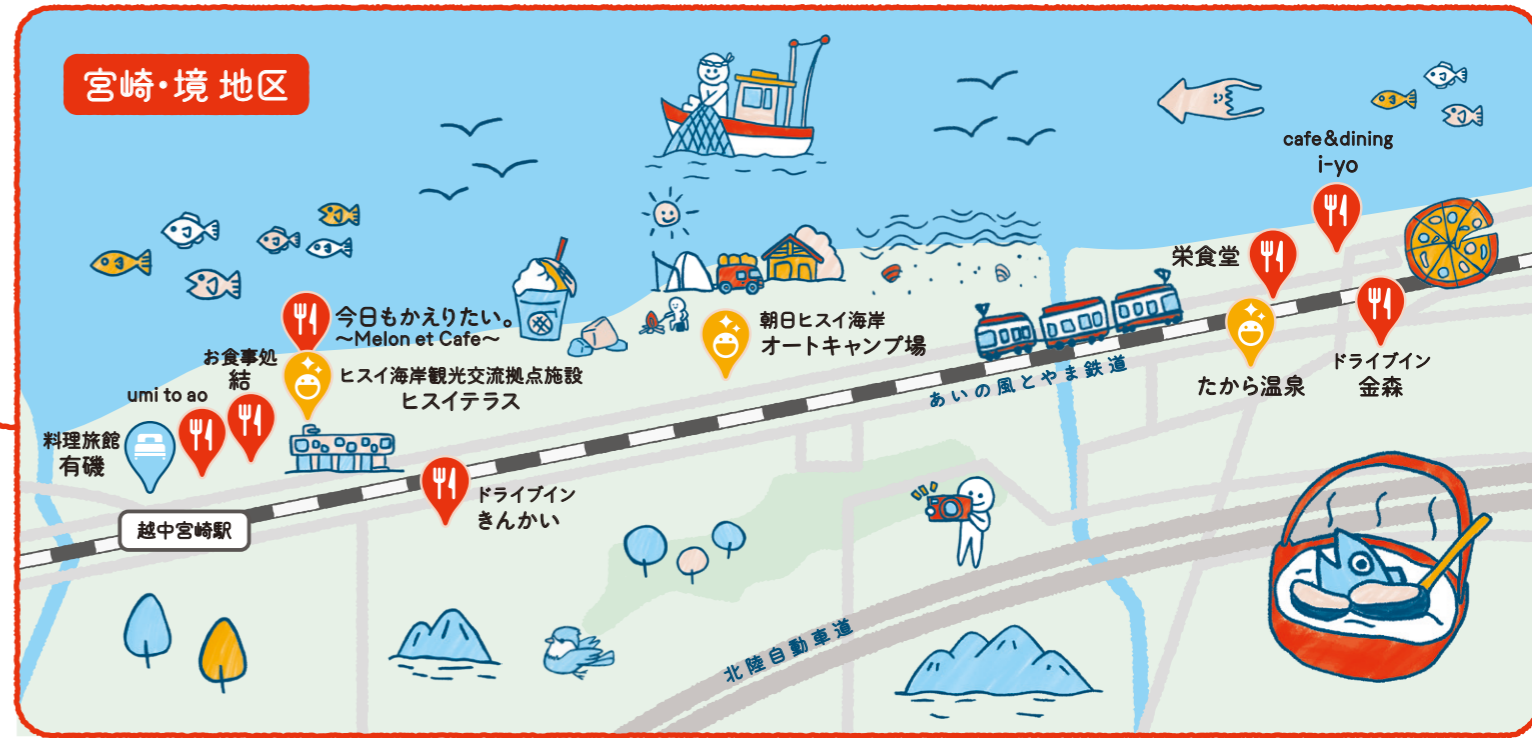 宮崎・境 地区
cafe&dining
i-yo
栄食堂
今日もかえりたい。
～Melon et Cafe～
朝日ヒスイ海岸
オートキャンプ場
お食事処
結
ヒスイ海岸観光交流拠点施設
ヒスイテラス
umi to ao
料理旅館
有磯
あいの風とやま鉄道
たから温泉
ドライブイン
金森
ドライブイン
きんかい
越中宮崎駅
北陸自動車道